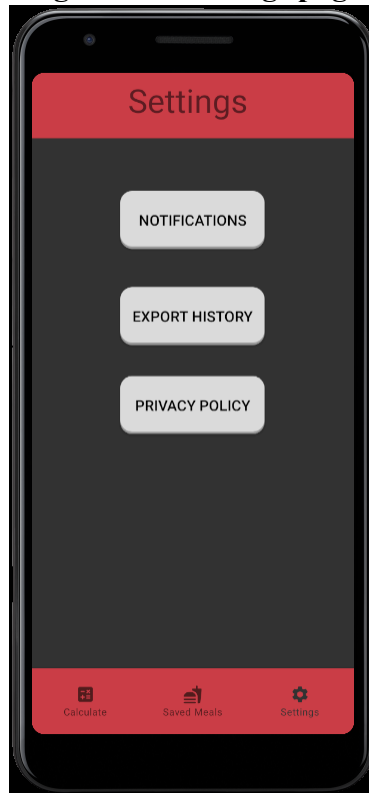 Settings
NOTIFICATIONS
EXPORT HISTORY
PRIVACY POLICY
Calculate Saved Meals Settings